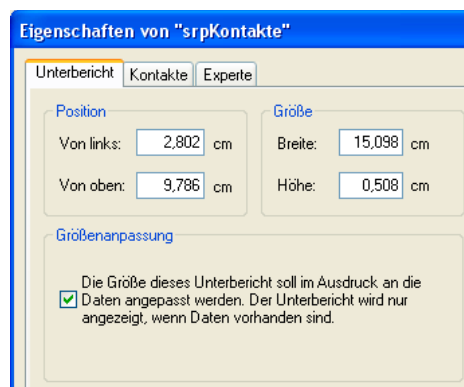 Eigenschaften von "srpKontakte"
Unterbericht Kontakte Experte
Position Größe
Von links: 2,802 cm Breite: 15,098 cm
Von oben: 9,786 cm Höhe: 0,508 cm
Größenanpassung
Die Größe dieses Unterbericht soll im Ausdruck an die
Daten angepasst werden. Der Unterbericht wird nur
angezeigt, wenn Daten vorhanden sind.